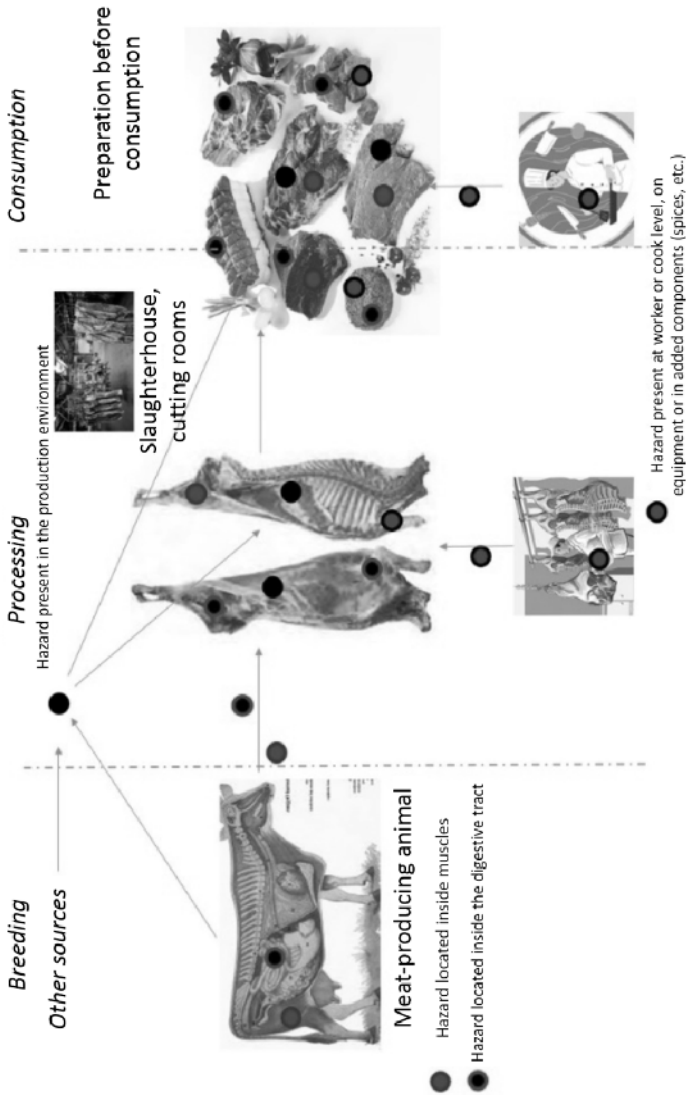 Breeding
Processing
Consumption
Other sources
Hazard present in the production environment
Slaughterhouse,
cutting rooms
Preparation before
consumption
Meat-producing animal
Hazard located inside muscles
Hazard located inside the digestive tract
Hazard present at worker or cook level, on
equipment or in added components (spices, etc.)